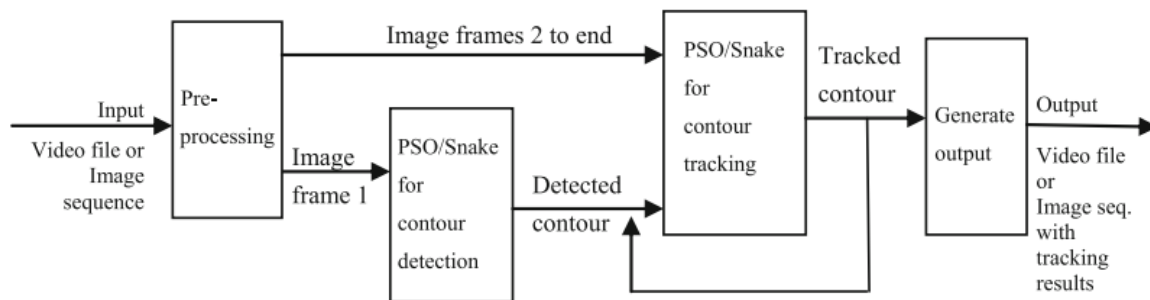 Input
Video file or
Image
sequence
Pre-
processing
Image frames 2 to end
Image
frame 1
PSO/Snake
for
contour
detection
Detected
contour
PSO/Snake
for
contour
tracking
Tracked
contour
Generate
output
Output
Video file
or
Image seq.
with
tracking
results